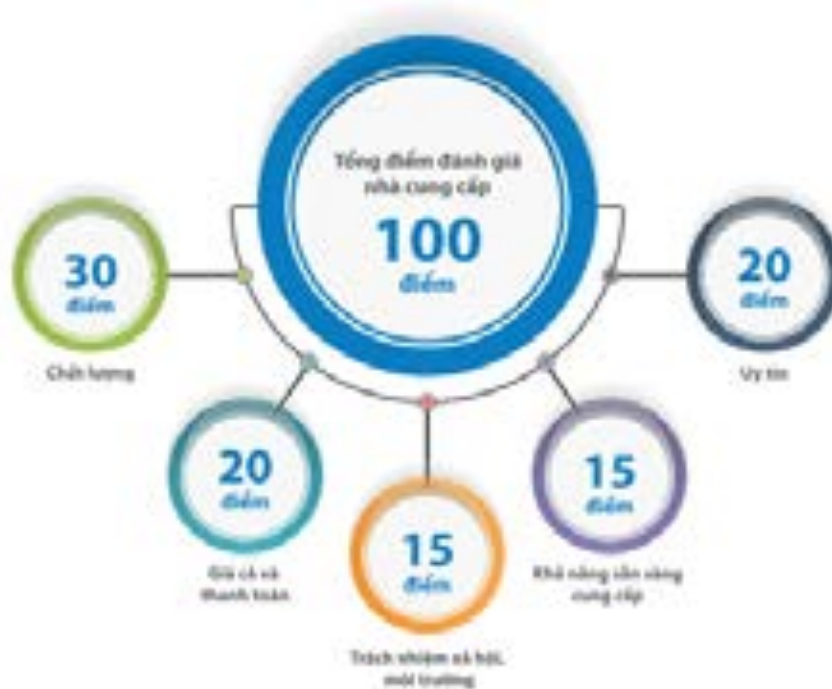 Tổng điểm đánh giá
nhà cung cấp
100
điểm
30
điểm
Chất lượng
20
điểm
Giá cả và
thanh toán
15
điểm
Trách nhiệm xã hội,
môi trường
15
điểm
Khả năng sẵn sàng
cung cấp
20
điểm
Uy tín